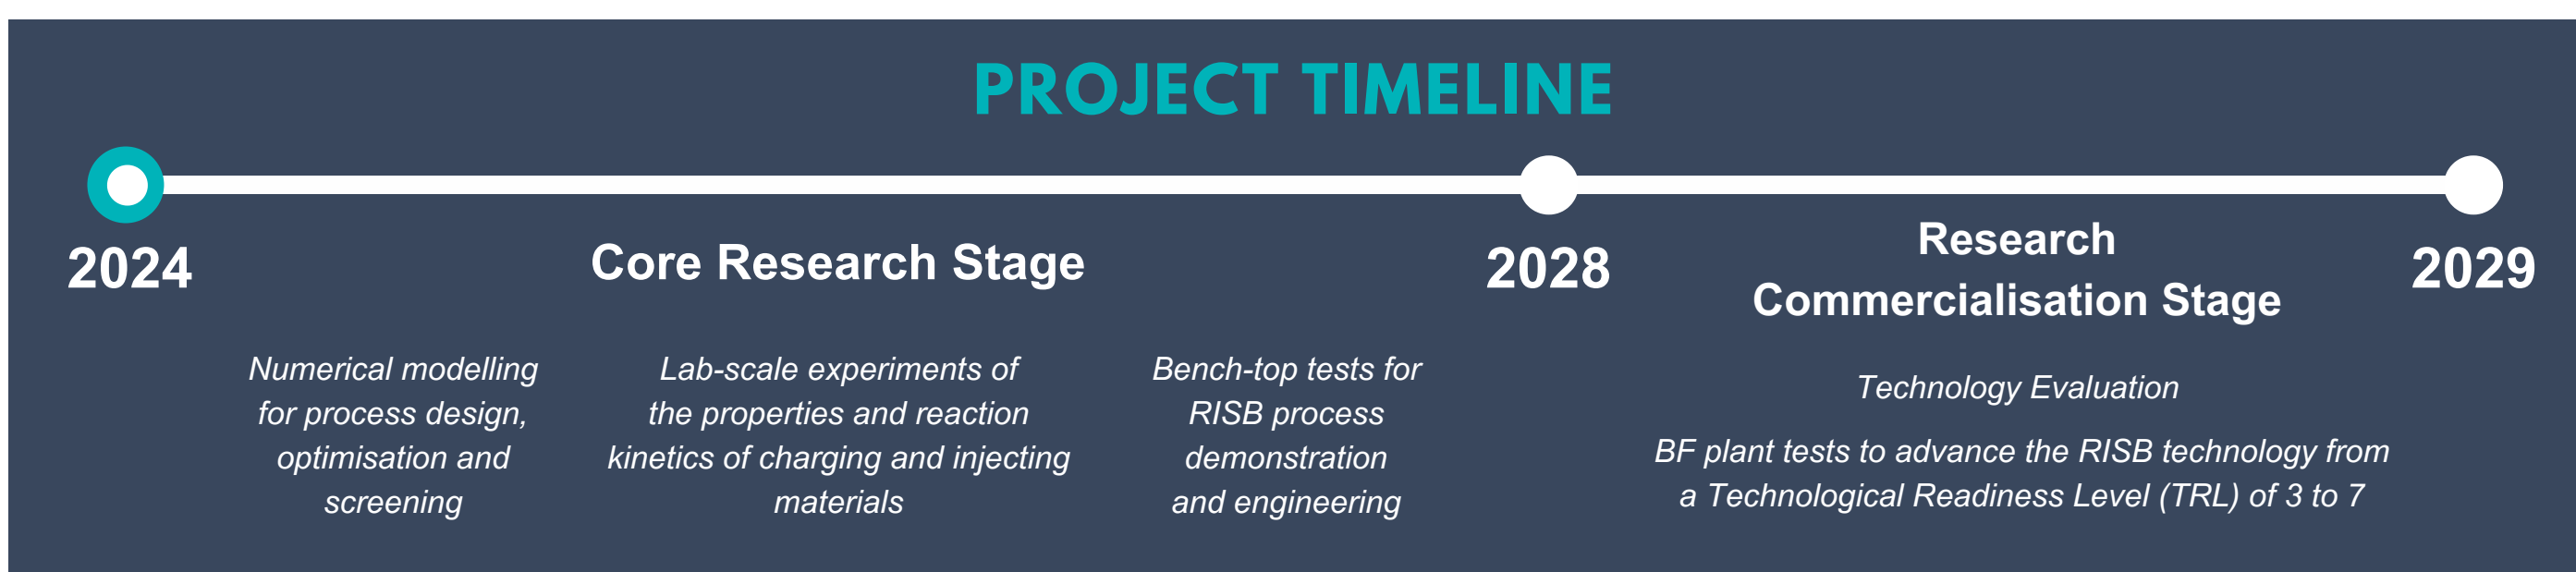 PROJECT TIMELINE
2024
Core Research Stage
2028
Research
Commercialisation Stage
2029
Numerical modelling
for process design,
optimisation and
screening
Lab-scale experiments of
the properties and reaction
kinetics of charging and injecting
materials
Bench-top tests for
RISB process
demonstration
and engineering
Technology Evaluation
BF plant tests to advance the RISB technology from
a Technological Readiness Level (TRL) of 3 to 7